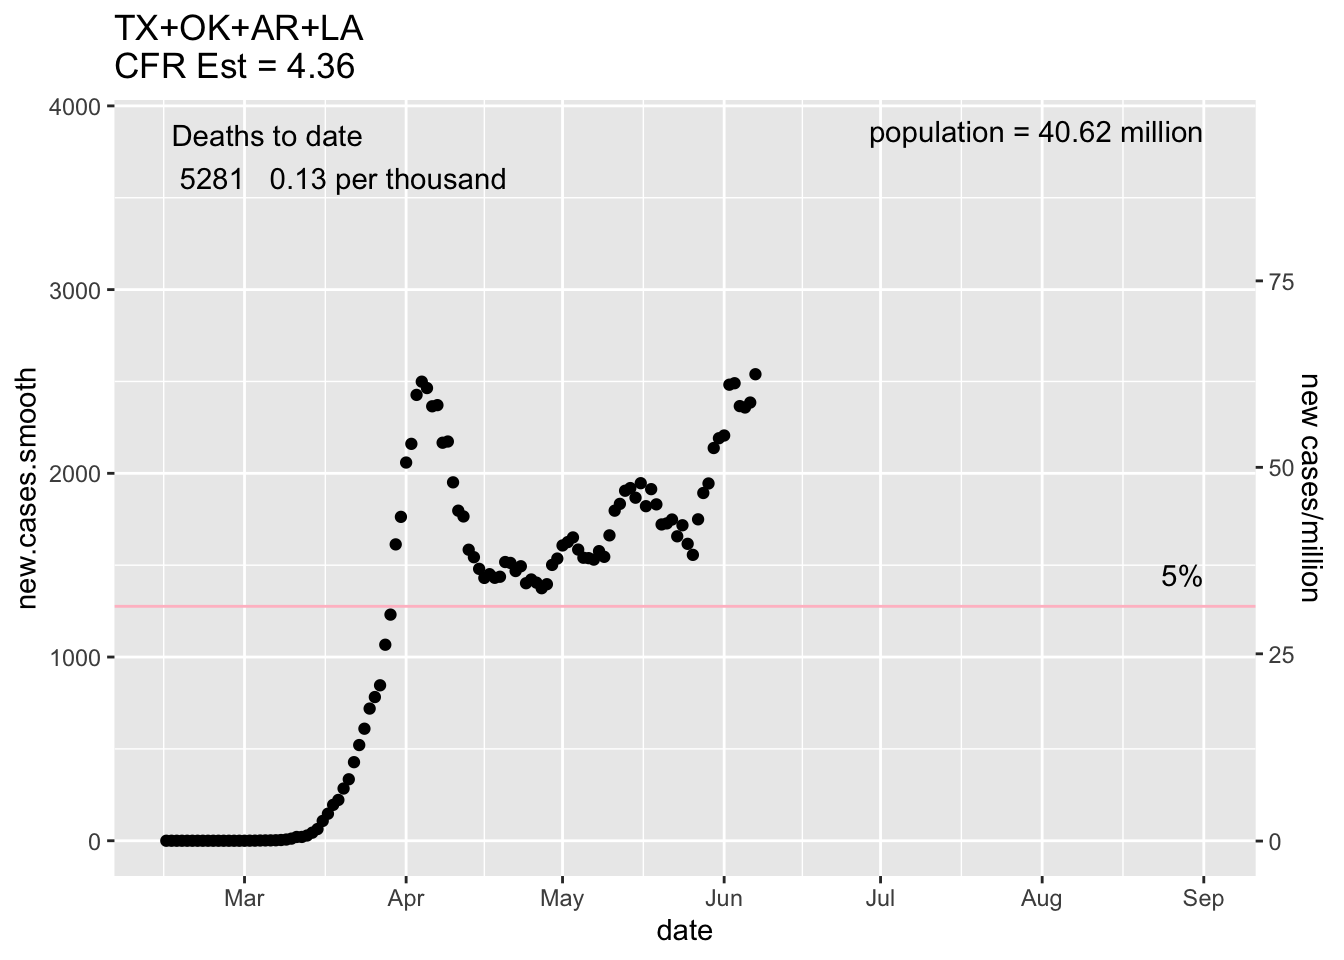 TX+OK+AR+LA
CFR Est = 4.36
Deaths to date
5281 0.13 per thousand
population = 40.62 million
4000
3000
2000
1000
0
new.cases.smooth
75
50
25
0
new cases/million
5%
Mar Apr May Jun Jul Aug Sep
date